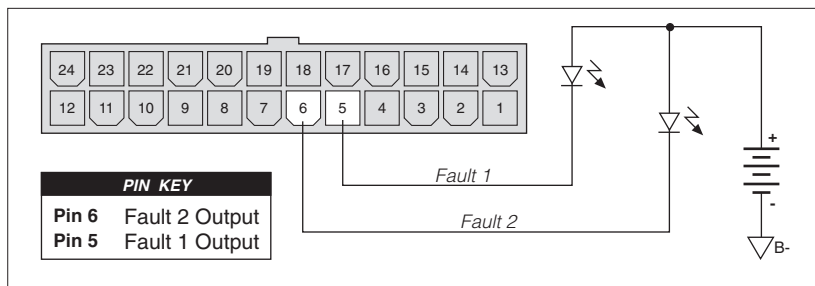 24 23 22 21 20 19 18 17 16 15 14 13
12 11 10 9 8 7 6 5 4 3 2 1
Fault 1
Fault 2
+
-
B-
PIN KEY
Pin 6 Fault 2 Output
Pin 5 Fault 1 Output